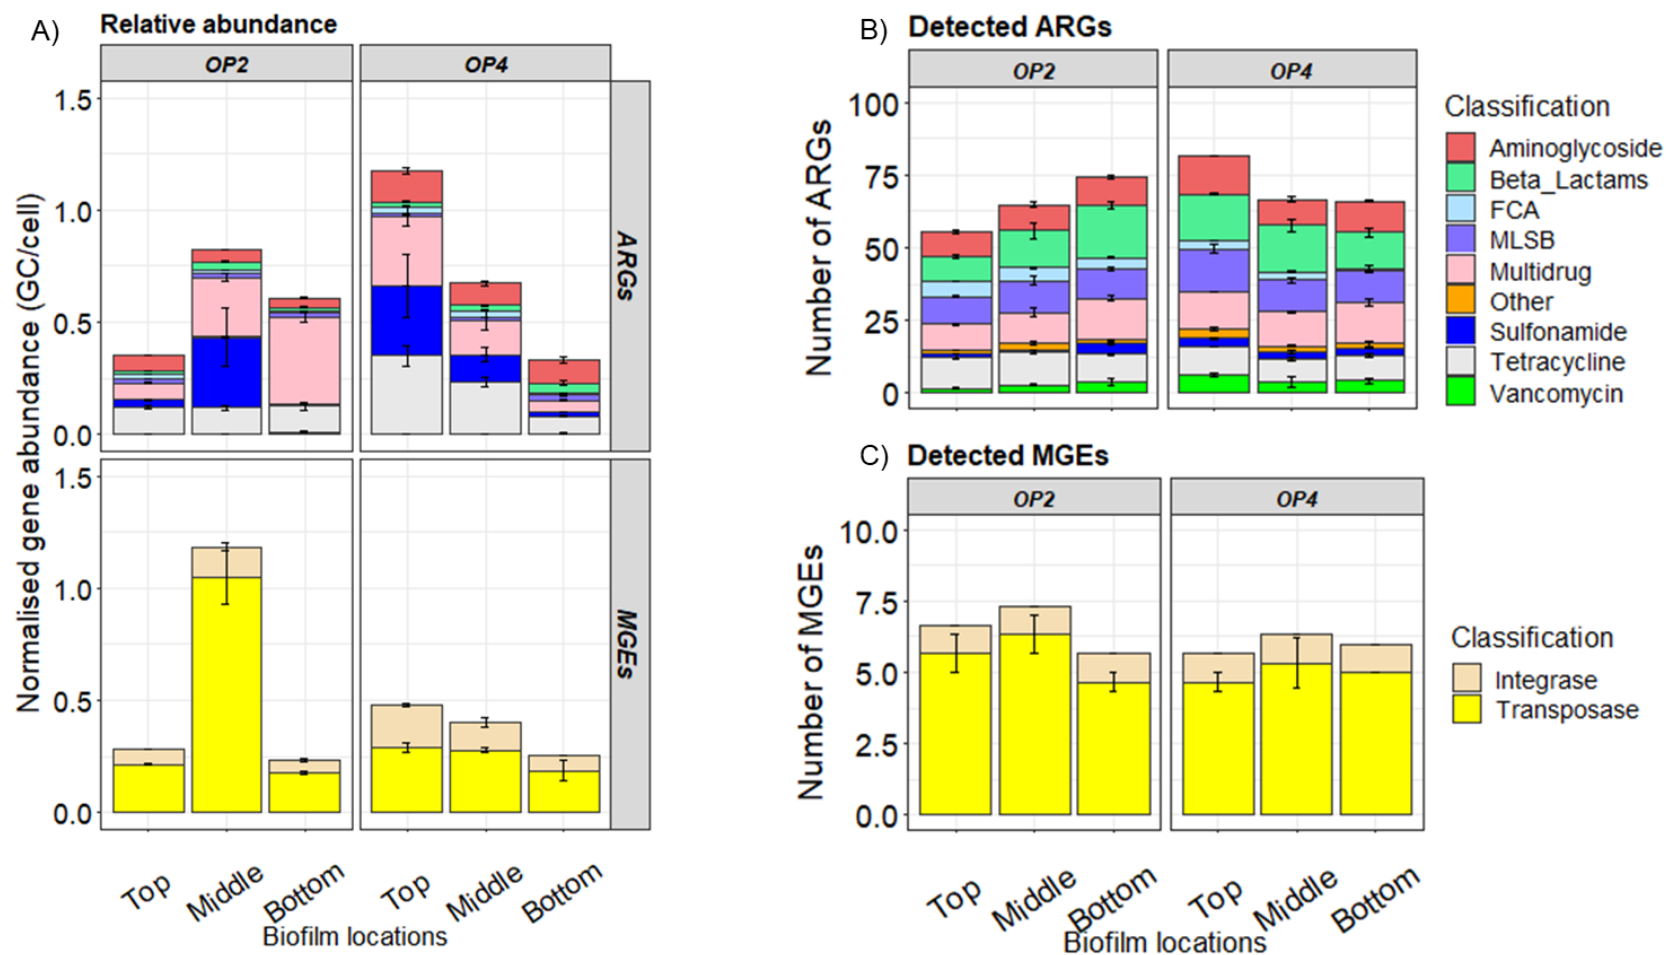 A)
Relative abundance
OP2
OP4
1.5
1.0
0.5
0.0
ARGs
1.5
1.0
0.5
0.0
MGEs
Normalised gene abundance (GC/cell)
Top
Middle
Bottom
Top
Middle
Bottom
Biofilm locations
B)
Detected ARGs
OP2
OP4
100
75
50
25
0
Number of ARGs
Classification
Aminoglycoside
Beta_Lactams
FCA
MLSB
Multidrug
Other
Sulfonamide
Tetracycline
Vancomycin
C)
Detected MGEs
OP2
OP4
10.0
7.5
5.0
2.5
0.0
Number of MGEs
Classification
Integrase
Transposase
Top
Middle
Bottom
Top
Middle
Bottom
Biofilm locations